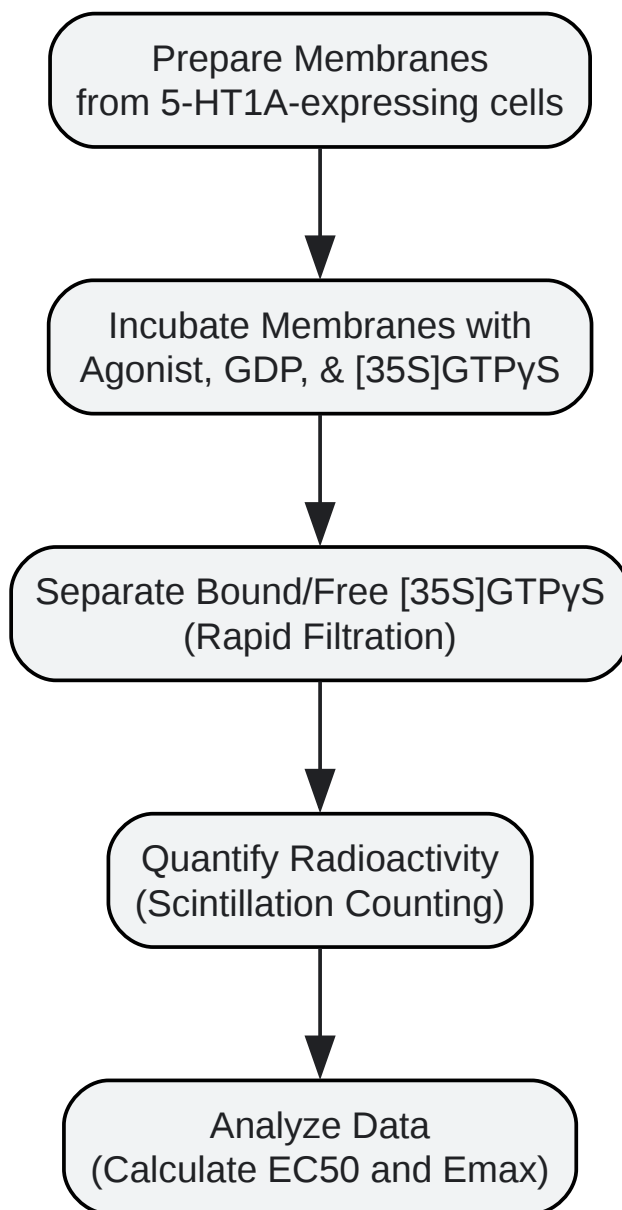 Prepare Membranes
from 5-HT1A-expressing cells
Incubate Membranes with
Agonist, GDP, & [35S]GTPγS
Separate Bound/Free [35S]GTPγS
(Rapid Filtration)
Quantify Radioactivity
(Scintillation Counting)
Analyze Data
(Calculate EC50 and Emax)